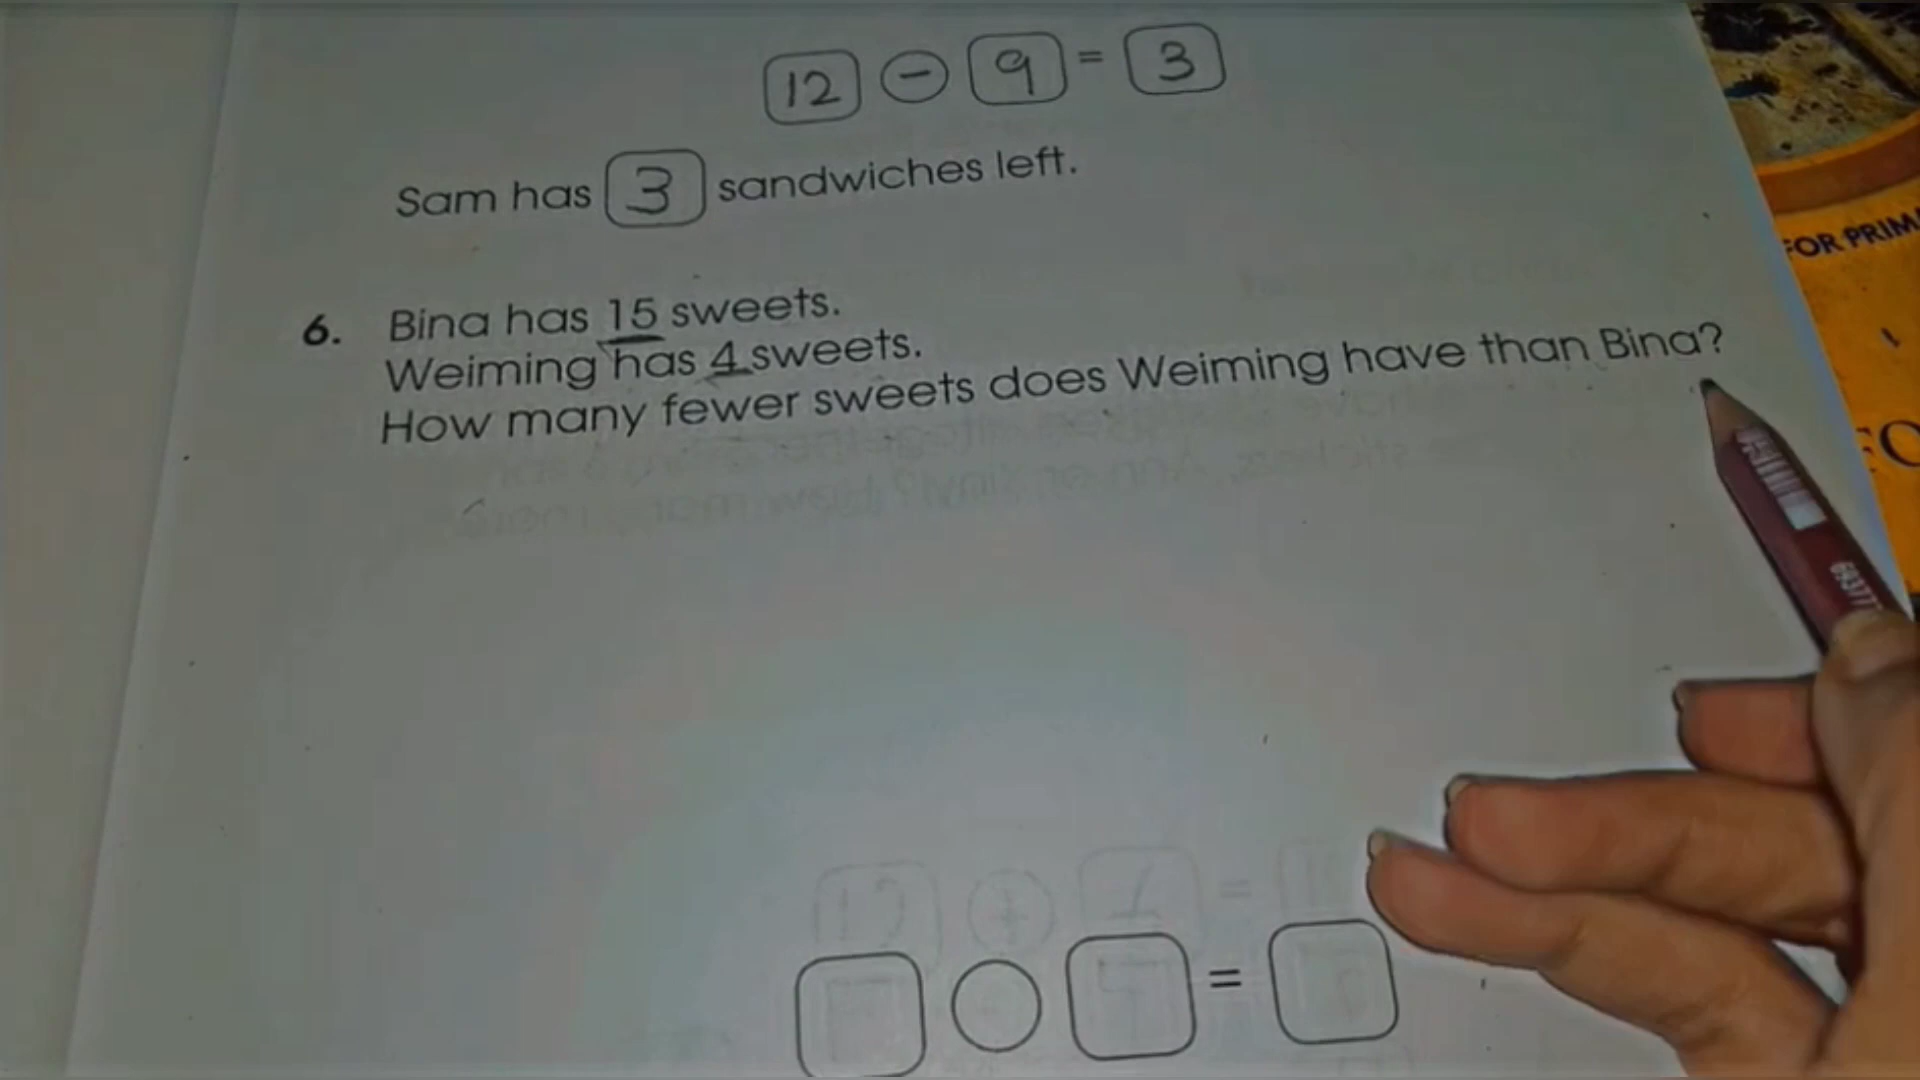 12 − 9 = 3
Sam has 3 sandwiches left.
6. Bina has 15 sweets.
Weiming has 4 sweets.
How many fewer sweets does Weiming have than Bina?
=
FOR PRIM